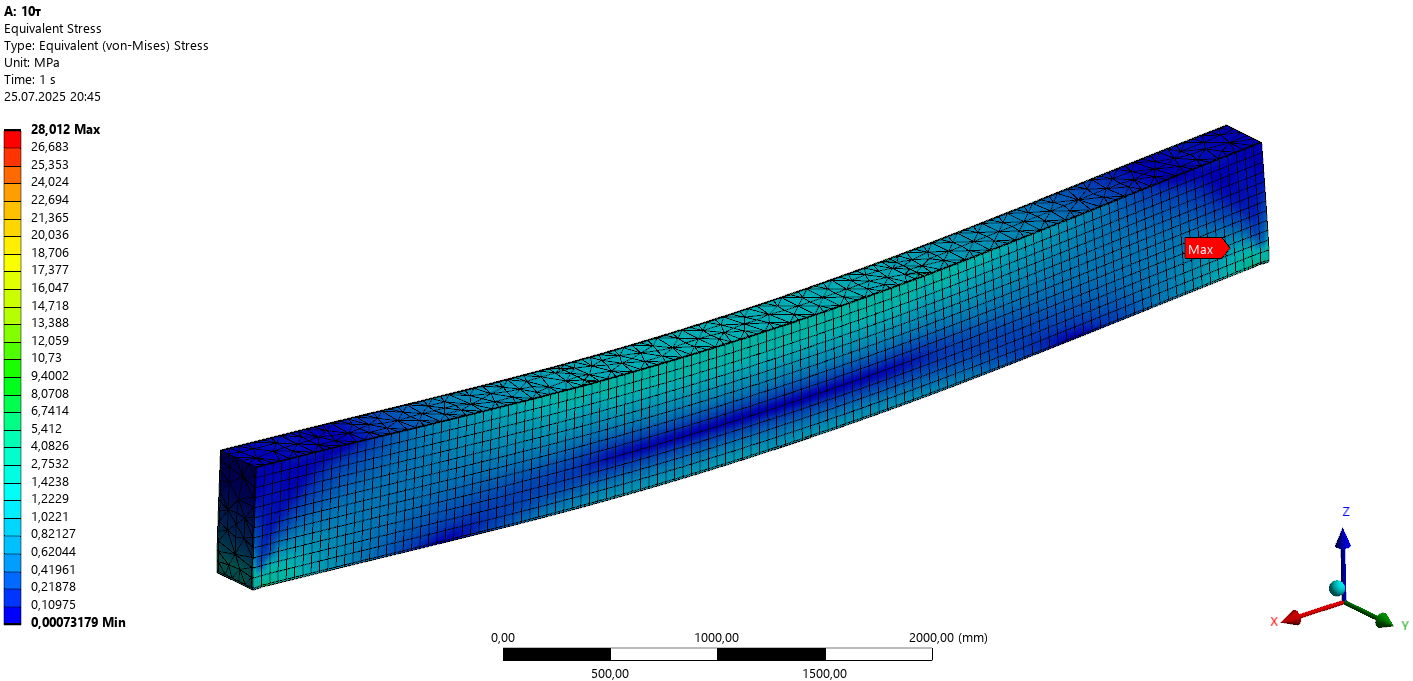 A: 10т
Equivalent Stress
Type: Equivalent (von-Mises) Stress
Unit: MPa
Time: 1 s
25.07.2025 20:45
28,012 Max
26,683
25,353
24,024
22,694
21,365
20,036
18,706
17,377
16,047
14,718
13,388
12,059
10,73
9,4002
8,0708
6,7414
5,412
4,0826
2,7532
1,4238
1,2229
1,0221
0,82127
0,62044
0,41961
0,21878
0,10975
0,00073179 Min
Max
Z
X
Y
0,00 1000,00 2000,00 (mm)
500,00 1500,00